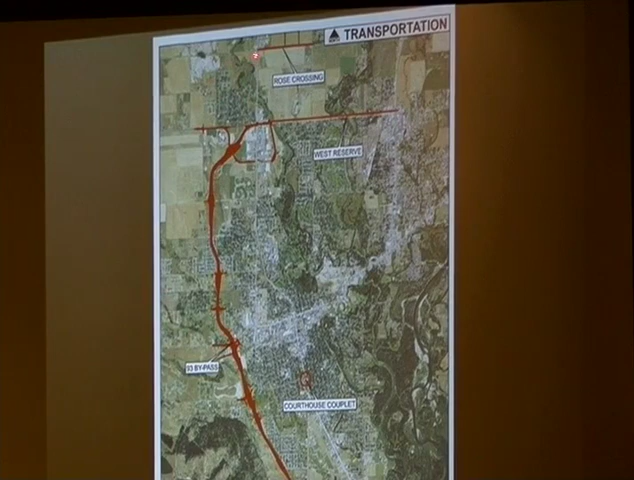 TRANSPORTATION
ROSE CROSSING
WEST RESERVE
93 BY-PASS
COURTHOUSE COUPLET